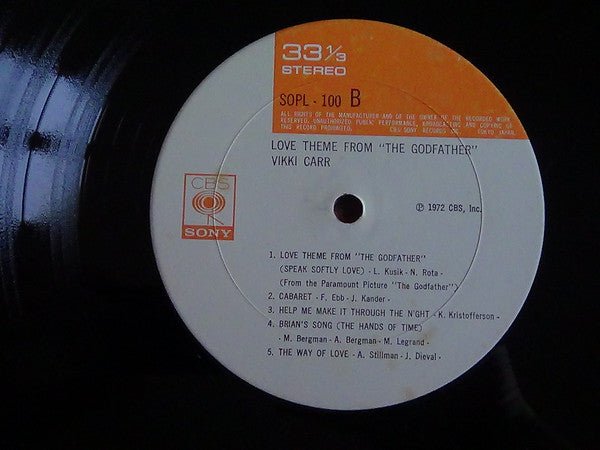 33 1/3
STEREO
SOPL - 100 B
ALL RIGHTS OF THE MANUFACTURER AND OF THE OWNER OF THE RECORDED WORK
RESERVED. UNAUTHORIZED PUBLIC PERFORMANCE, BROADCASTING AND COPYING OF
THIS RECORD PROHIBITED. CBS/SONY RECORDS INC. TOKYO JAPAN.
LOVE THEME FROM "THE GODFATHER"
VIKKI CARR
CBS
SONY
℗ 1972 CBS, Inc.
1. LOVE THEME FROM "THE GODFATHER"
(SPEAK SOFTLY LOVE) - L. Kusik - N. Rota -
(From the Paramount Picture "The Godfather")
2. CABARET - F. Ebb - J. Kander -
3. HELP ME MAKE IT THROUGH THE N'GHT - K. Kristofferson -
4. BRIAN'S SONG (THE HANDS OF TIME)
- M. Bergman - A. Bergman - M. Legrand -
5. THE WAY OF LOVE - A. Stillman - J. Dieval -